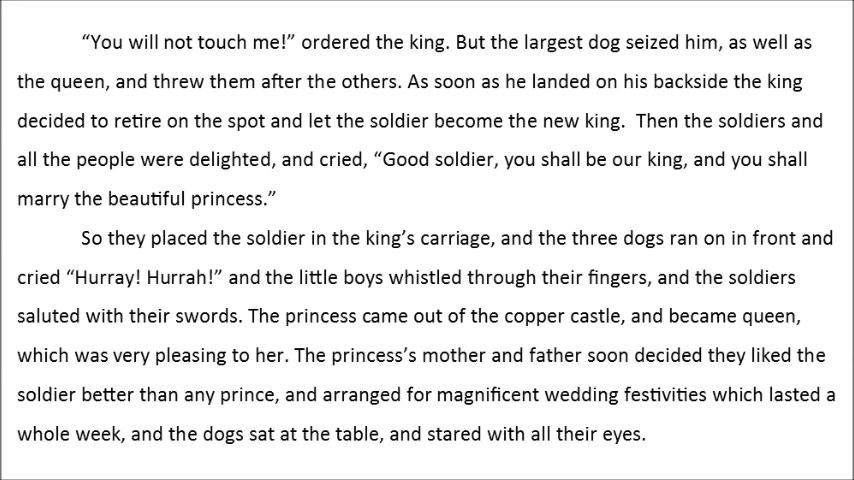 “You will not touch me!” ordered the king. But the largest dog seized him, as well as
the queen, and threw them after the others. As soon as he landed on his backside the king
decided to retire on the spot and let the soldier become the new king.  Then the soldiers and
all the people were delighted, and cried, “Good soldier, you shall be our king, and you shall
marry the beautiful princess.”
So they placed the soldier in the king’s carriage, and the three dogs ran on in front and
cried “Hurray! Hurrah!” and the little boys whistled through their fingers, and the soldiers
saluted with their swords. The princess came out of the copper castle, and became queen,
which was very pleasing to her. The princess’s mother and father soon decided they liked the
soldier better than any prince, and arranged for magnificent wedding festivities which lasted a
whole week, and the dogs sat at the table, and stared with all their eyes.